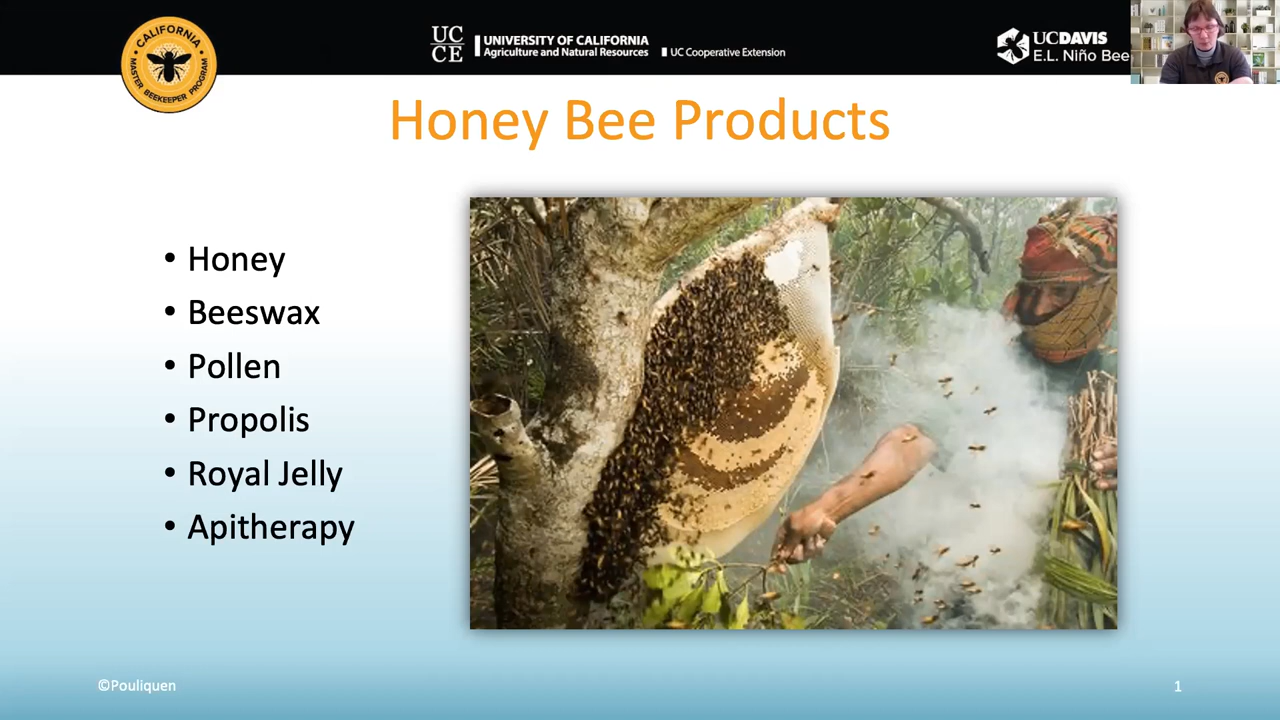 CALIFORNIA
MASTER BEEKEEPER PROGRAM
UC
CE
UNIVERSITY OF CALIFORNIA
Agriculture and Natural Resources
UC Cooperative Extension
UCDAVIS
E.L. Niño Bee
Honey Bee Products
• Honey
• Beeswax
• Pollen
• Propolis
• Royal Jelly
• Apitherapy
©Pouliquen
1